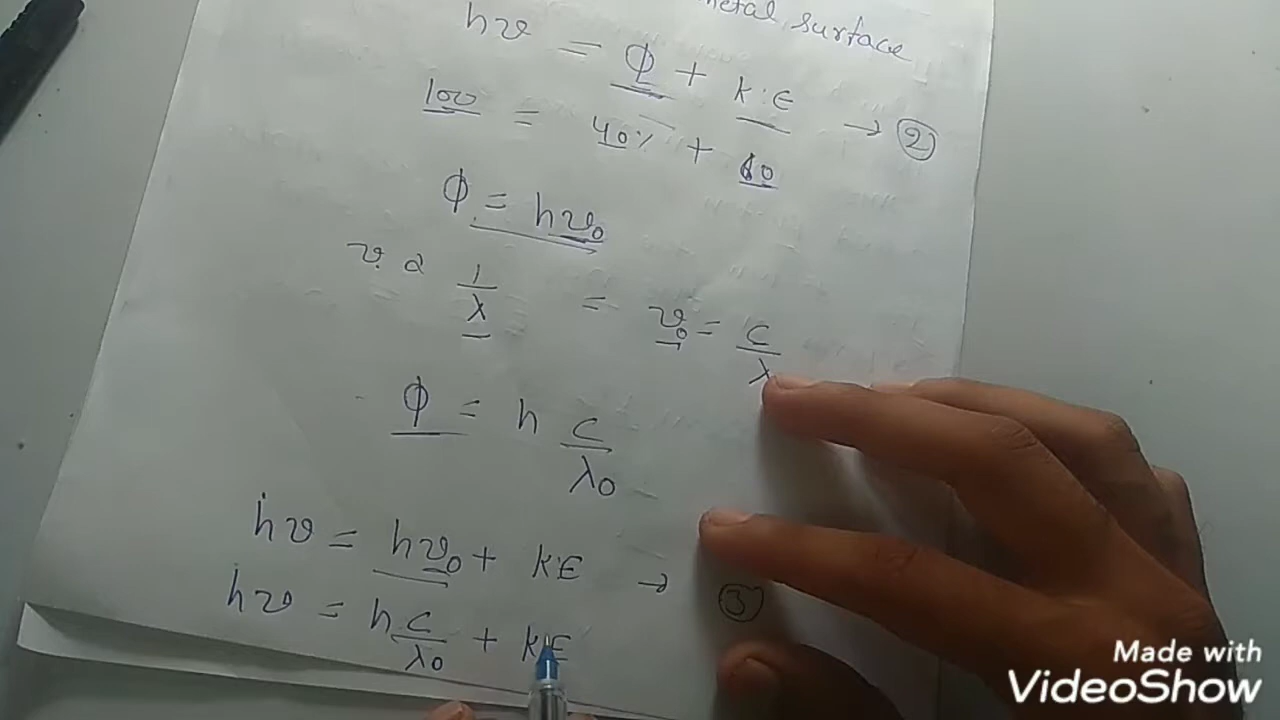 metal surface
hν = Φ + K.E → ②
100 = 40% + 60
Φ = hν₀
ν ∝ 1/λ = ν₀ = c/λ
Φ = h c/λ₀
hν = hν₀ + KE → ③
hν = h c/λ₀ + KE
Made with
VideoShow